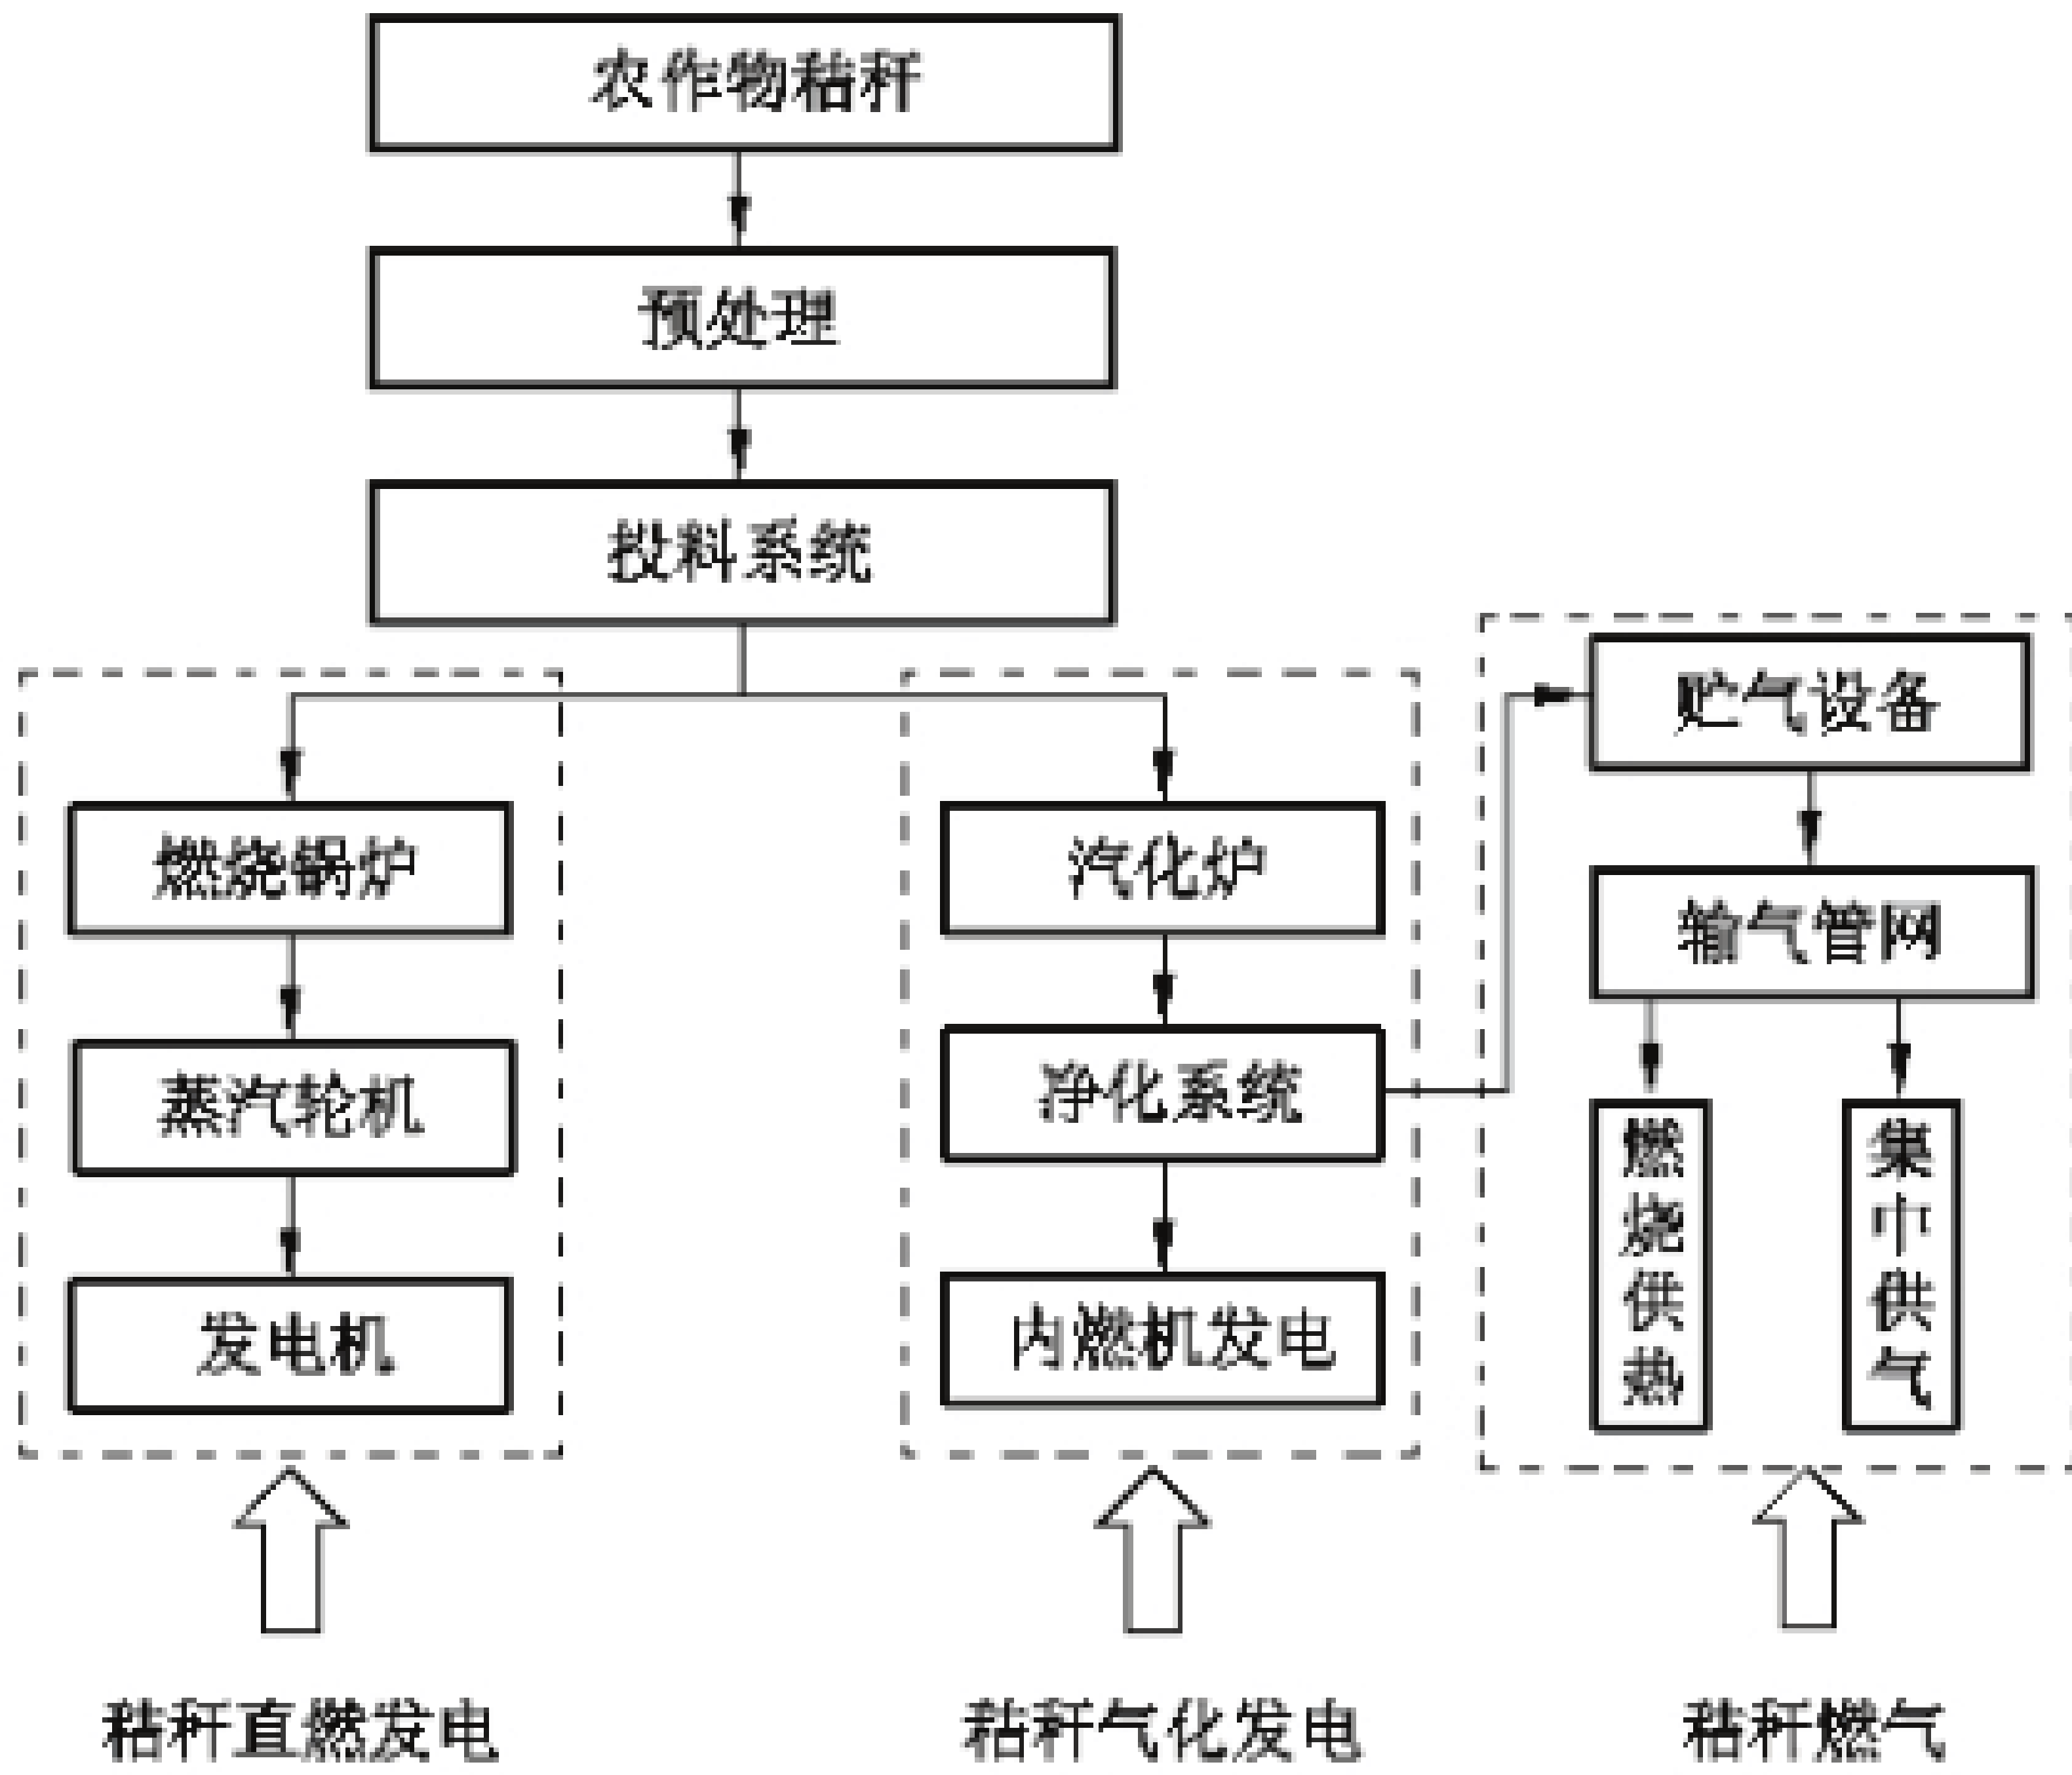 农作物秸秆
预处理
投料系统
贮气设备
燃烧锅炉
汽化炉
输气管网
蒸汽轮机
净化系统
燃烧供热
集中供气
发电机
内燃机发电
秸秆直燃发电
秸秆气化发电
秸秆燃气